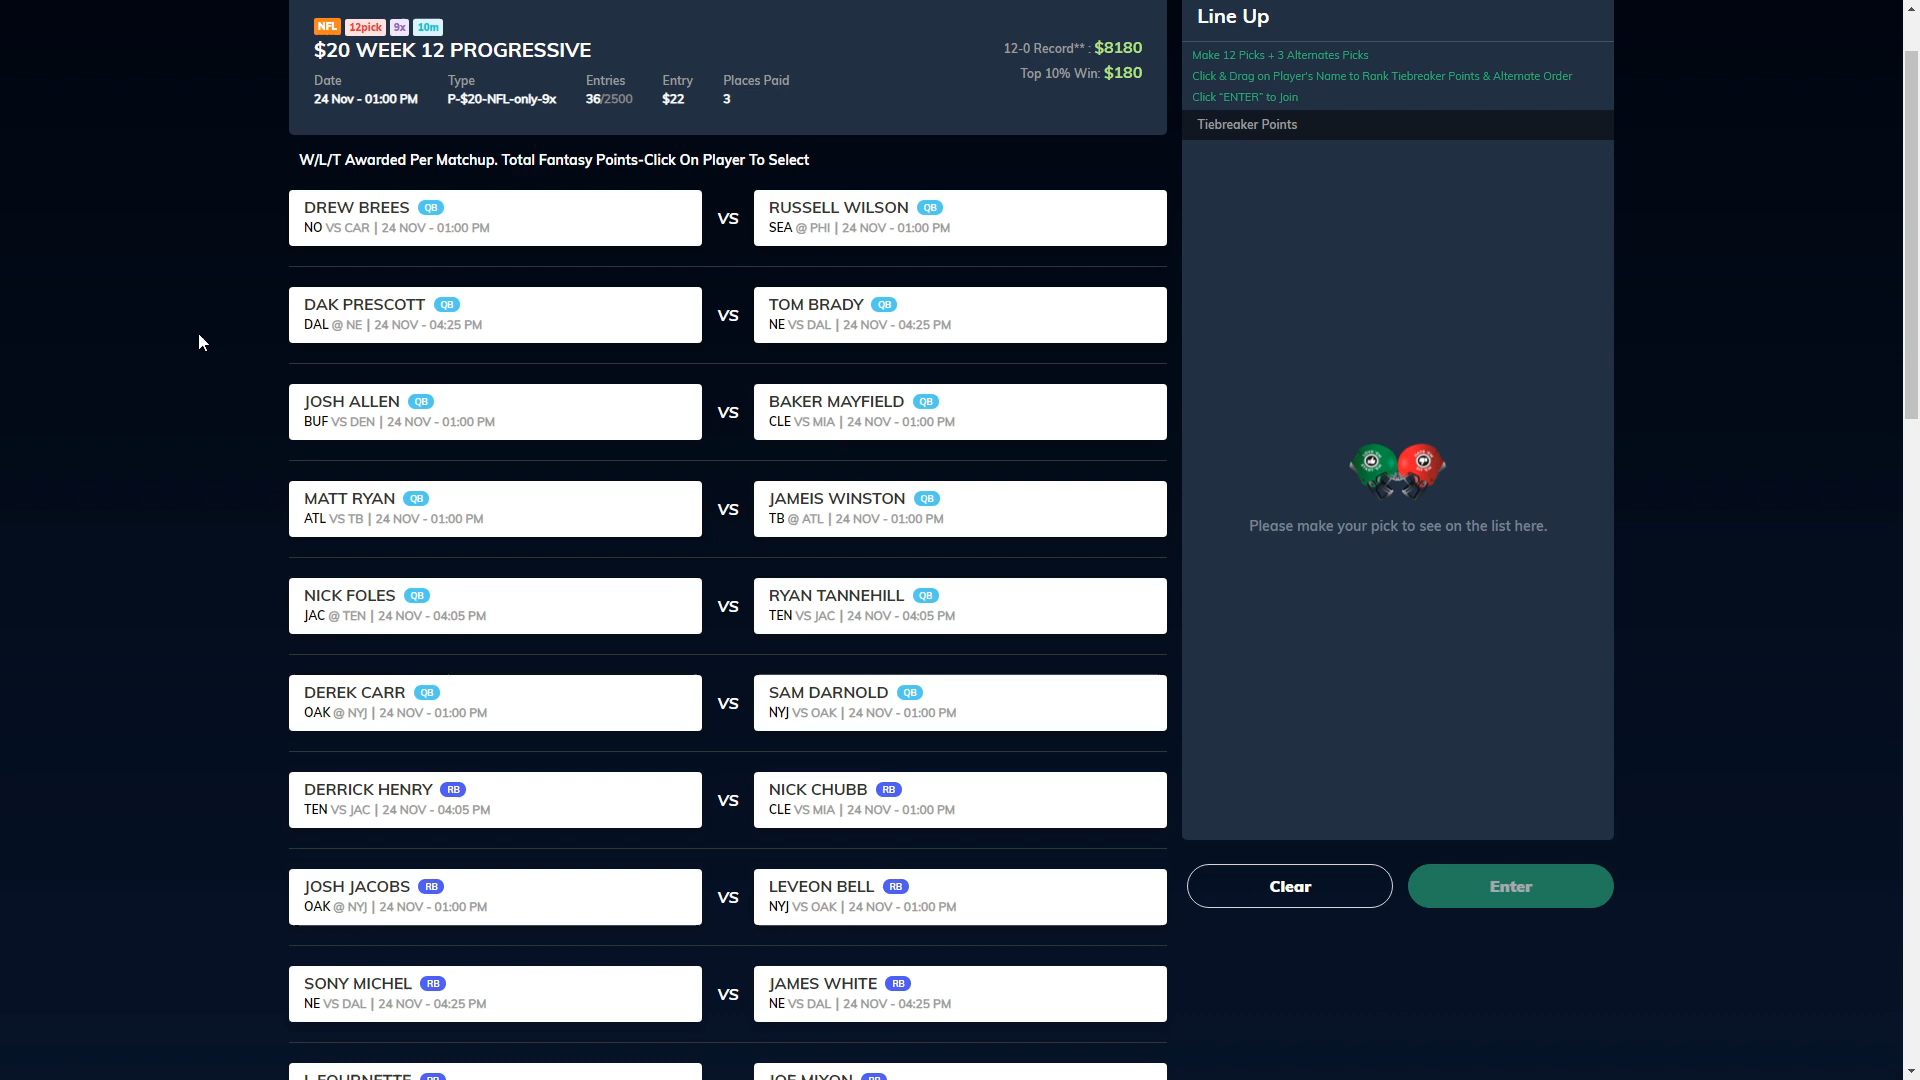 NFL 12pick 9x 10m
$20 WEEK 12 PROGRESSIVE
12-0 Record** : $8180
Top 10% Win: $180
Date Type Entries Entry Places Paid
24 Nov - 01:00 PM P-$20-NFL-only-9x 36/2500 $22 3
W/L/T Awarded Per Matchup. Total Fantasy Points-Click On Player To Select
DREW BREES QB
NO VS CAR | 24 NOV - 01:00 PM
VS
RUSSELL WILSON QB
SEA @ PHI | 24 NOV - 01:00 PM
DAK PRESCOTT QB
DAL @ NE | 24 NOV - 04:25 PM
VS
TOM BRADY QB
NE VS DAL | 24 NOV - 04:25 PM
JOSH ALLEN QB
BUF VS DEN | 24 NOV - 01:00 PM
VS
BAKER MAYFIELD QB
CLE VS MIA | 24 NOV - 01:00 PM
MATT RYAN QB
ATL VS TB | 24 NOV - 01:00 PM
VS
JAMEIS WINSTON QB
TB @ ATL | 24 NOV - 01:00 PM
NICK FOLES QB
JAC @ TEN | 24 NOV - 04:05 PM
VS
RYAN TANNEHILL QB
TEN VS JAC | 24 NOV - 04:05 PM
DEREK CARR QB
OAK @ NYJ | 24 NOV - 01:00 PM
VS
SAM DARNOLD QB
NYJ VS OAK | 24 NOV - 01:00 PM
DERRICK HENRY RB
TEN VS JAC | 24 NOV - 04:05 PM
VS
NICK CHUBB RB
CLE VS MIA | 24 NOV - 01:00 PM
JOSH JACOBS RB
OAK @ NYJ | 24 NOV - 01:00 PM
VS
LEVEON BELL RB
NYJ VS OAK | 24 NOV - 01:00 PM
SONY MICHEL RB
NE VS DAL | 24 NOV - 04:25 PM
VS
JAMES WHITE RB
NE VS DAL | 24 NOV - 04:25 PM
L FOURNETTE RB
JOE MIXON RB
Line Up
Make 12 Picks + 3 Alternates Picks
Click & Drag on Player's Name to Rank Tiebreaker Points & Alternate Order
Click "ENTER" to Join
Tiebreaker Points
Please make your pick to see on the list here.
Clear
Enter